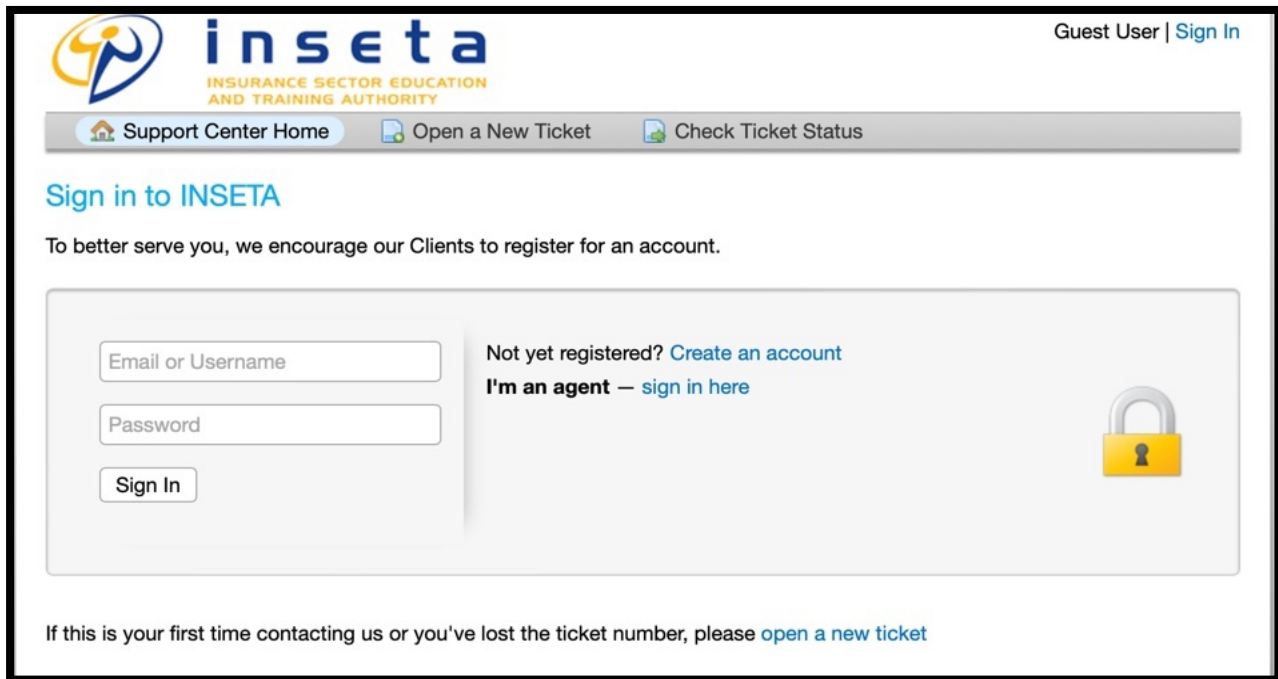 inseta
INSURANCE SECTOR EDUCATION
AND TRAINING AUTHORITY
Guest User | Sign In
Support Center Home Open a New Ticket Check Ticket Status
Sign in to INSETA
To better serve you, we encourage our Clients to register for an account.
Email or Username
Password
Sign In
Not yet registered? Create an account
I'm an agent — sign in here
If this is your first time contacting us or you've lost the ticket number, please open a new ticket